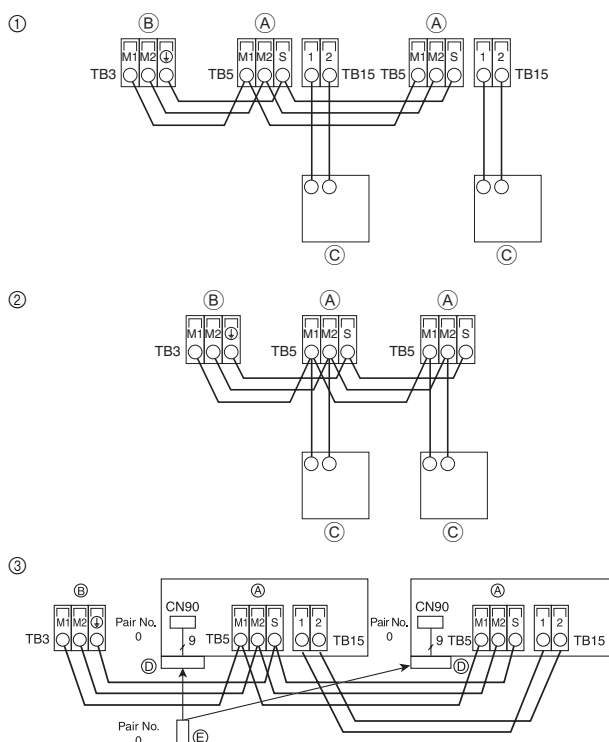 ①
Ⓑ Ⓐ Ⓐ
M1 M2 M1 M2 S 1 2 M1 M2 S 1 2
TB3 TB5 TB15 TB5 TB15
Ⓒ Ⓒ
②
Ⓑ Ⓐ Ⓐ
M1 M2 M1 M2 S M1 M2 S
TB3 TB5 TB5
Ⓒ Ⓒ
③
Ⓑ Ⓐ Ⓐ
CN90 CN90
M1 M2 M1 M2 S 1 2 M1 M2 S 1 2
Pair No. Pair No.
0 0
TB3 9 TB5 TB15 9 TB5 TB15
Ⓓ Ⓓ
Pair No.
0
Ⓔ